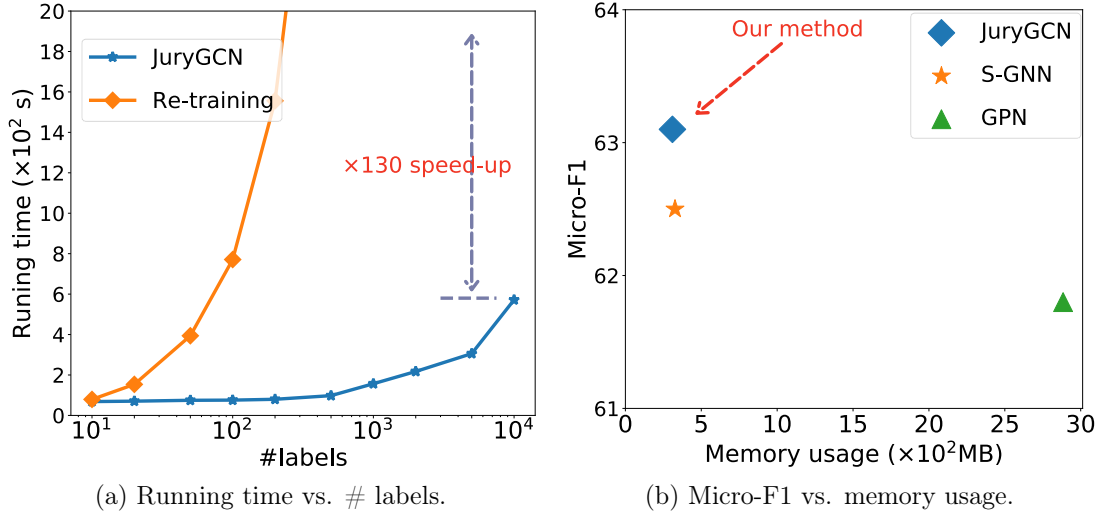 20
18
16
14
12
10
8
6
4
2
0
Runing time (×10² s)
JuryGCN
Re-training
×130 speed-up
10¹
10²
10³
10⁴
#labels
(a) Running time vs. # labels.
64
63
62
61
Micro-F1
Our method
JuryGCN
S-GNN
GPN
0
5
10
15
20
25
30
Memory usage (×10²MB)
(b) Micro-F1 vs. memory usage.